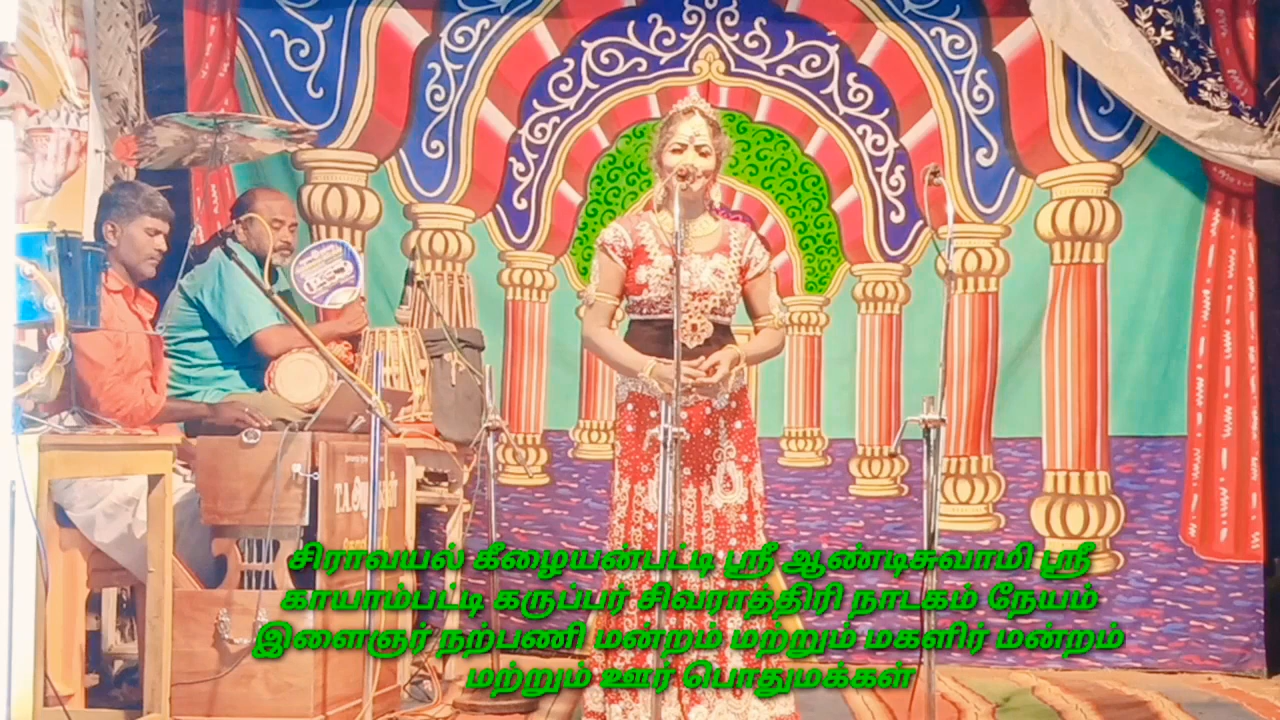 சிராவயல் கீழையன்பட்டி ஸ்ரீ ஆண்டிசுவாமி ஸ்ரீ
காயாம்பட்டி கருப்பர் சிவராத்திரி நாடகம் நேயம்
இளைஞர் நற்பணி மன்றம் மற்றும் மகளிர் மன்றம்
மற்றும் ஊர் பொதுமக்கள்